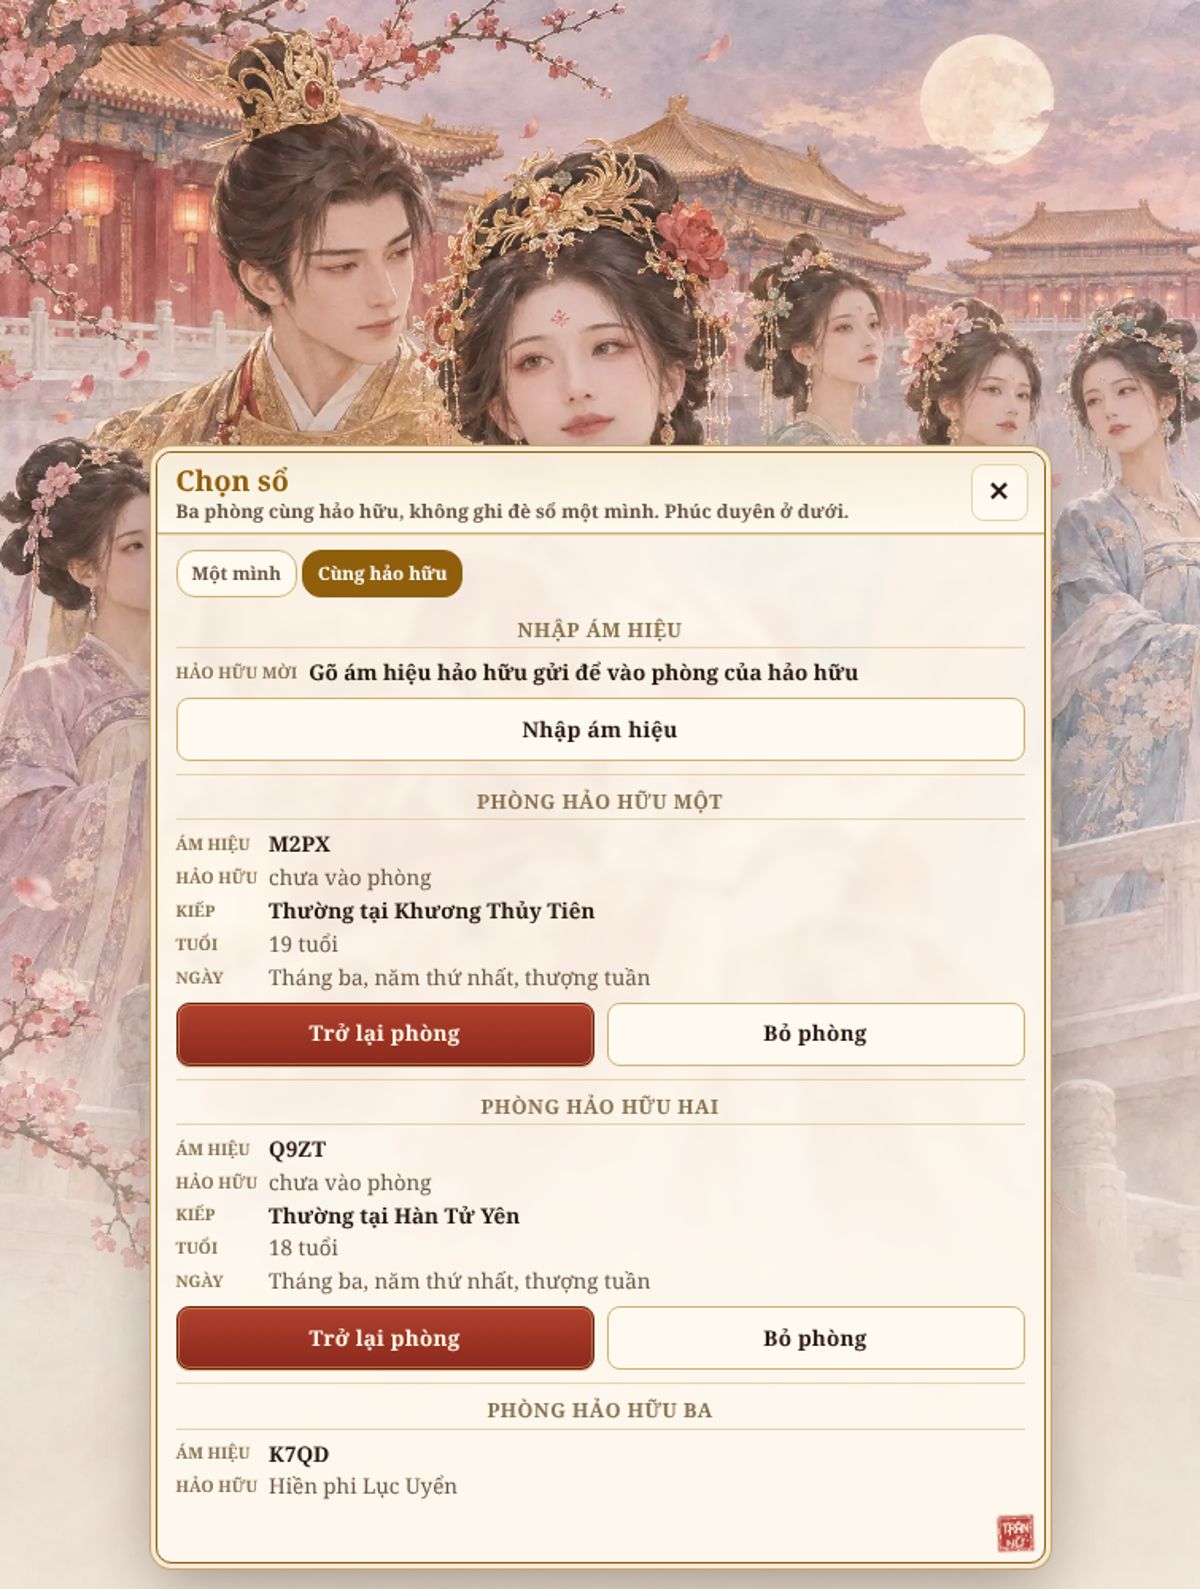 Chọn sổ
Ba phòng cùng hảo hữu, không ghi đè sổ một mình. Phúc duyên ở dưới.
Một mình
Cùng hảo hữu
NHẬP ÁM HIỆU
HẢO HỮU MỜI Gõ ám hiệu hảo hữu gửi để vào phòng của hảo hữu
Nhập ám hiệu
PHÒNG HẢO HỮU MỘT
ÁM HIỆU M2PX
HẢO HỮU chưa vào phòng
KIẾP Thường tại Khương Thủy Tiên
TUỔI 19 tuổi
NGÀY Tháng ba, năm thứ nhất, thượng tuần
Trở lại phòng
Bỏ phòng
PHÒNG HẢO HỮU HAI
ÁM HIỆU Q9ZT
HẢO HỮU chưa vào phòng
KIẾP Thường tại Hàn Tử Yên
TUỔI 18 tuổi
NGÀY Tháng ba, năm thứ nhất, thượng tuần
Trở lại phòng
Bỏ phòng
PHÒNG HẢO HỮU BA
ÁM HIỆU K7QD
HẢO HỮU Hiền phi Lục Uyển